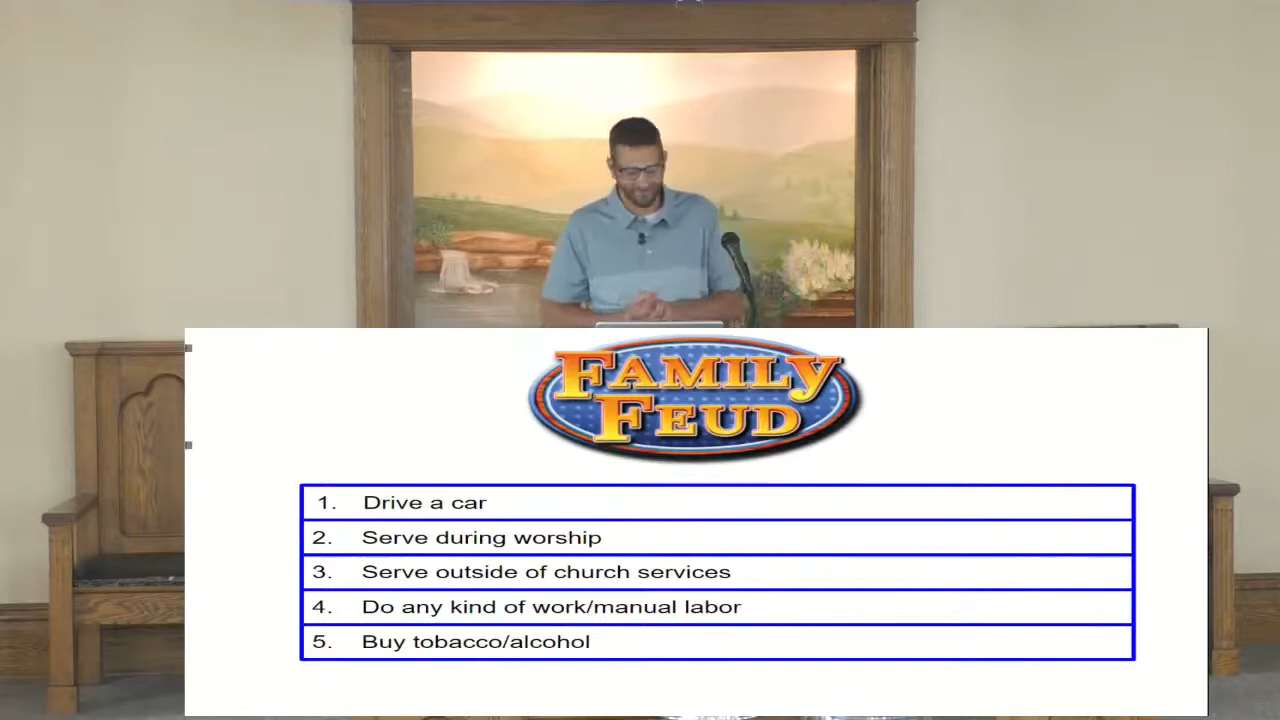 FAMILY
FEUD
1. Drive a car
2. Serve during worship
3. Serve outside of church services
4. Do any kind of work/manual labor
5. Buy tobacco/alcohol